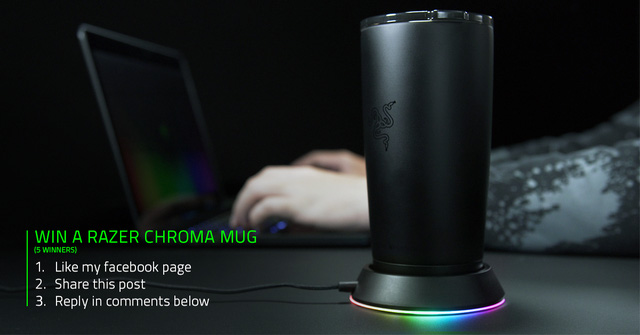 WIN A RAZER CHROMA MUG
(5 WINNERS)
1. Like my facebook page
2. Share this post
3. Reply in comments below